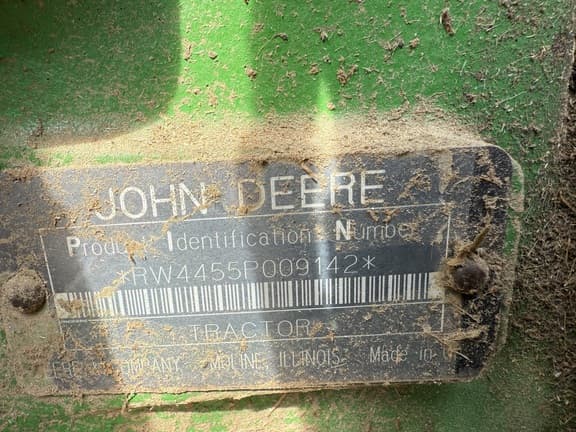 JOHN DEERE
Product Identification Number
*RW4455P009142*
TRACTOR
COMPANY MOLINE, ILLINOIS Made in